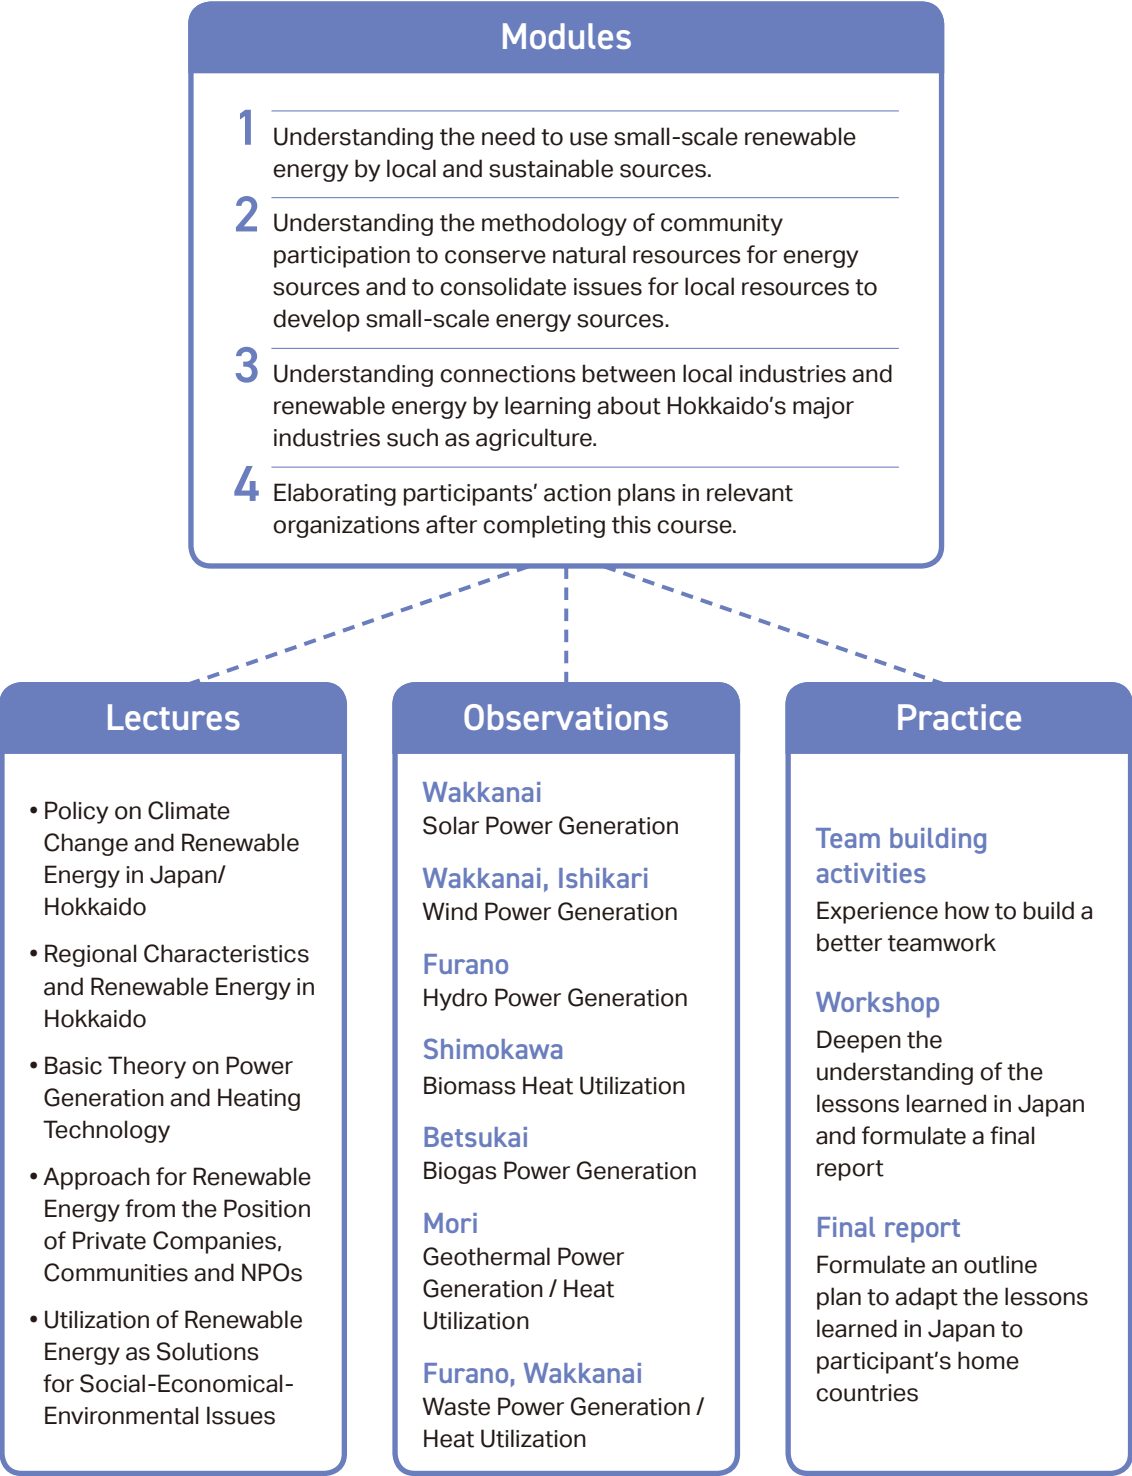 Modules
1
Understanding the need to use small-scale renewable
energy by local and sustainable sources.
2
Understanding the methodology of community
participation to conserve natural resources for energy
sources and to consolidate issues for local resources to
develop small-scale energy sources.
3
Understanding connections between local industries and
renewable energy by learning about Hokkaido's major
industries such as agriculture.
4
Elaborating participants' action plans in relevant
organizations after completing this course.
Lectures
• Policy on Climate
Change and Renewable
Energy in Japan/
Hokkaido
• Regional Characteristics
and Renewable Energy in
Hokkaido
• Basic Theory on Power
Generation and Heating
Technology
• Approach for Renewable
Energy from the Position
of Private Companies,
Communities and NPOs
• Utilization of Renewable
Energy as Solutions
for Social-Economical-
Environmental Issues
Observations
Wakkanai
Solar Power Generation
Wakkanai, Ishikari
Wind Power Generation
Furano
Hydro Power Generation
Shimokawa
Biomass Heat Utilization
Betsukai
Biogas Power Generation
Mori
Geothermal Power
Generation / Heat
Utilization
Furano, Wakkanai
Waste Power Generation /
Heat Utilization
Practice
Team building
activities
Experience how to build a
better teamwork
Workshop
Deepen the
understanding of the
lessons learned in Japan
and formulate a final
report
Final report
Formulate an outline
plan to adapt the lessons
learned in Japan to
participant's home
countries